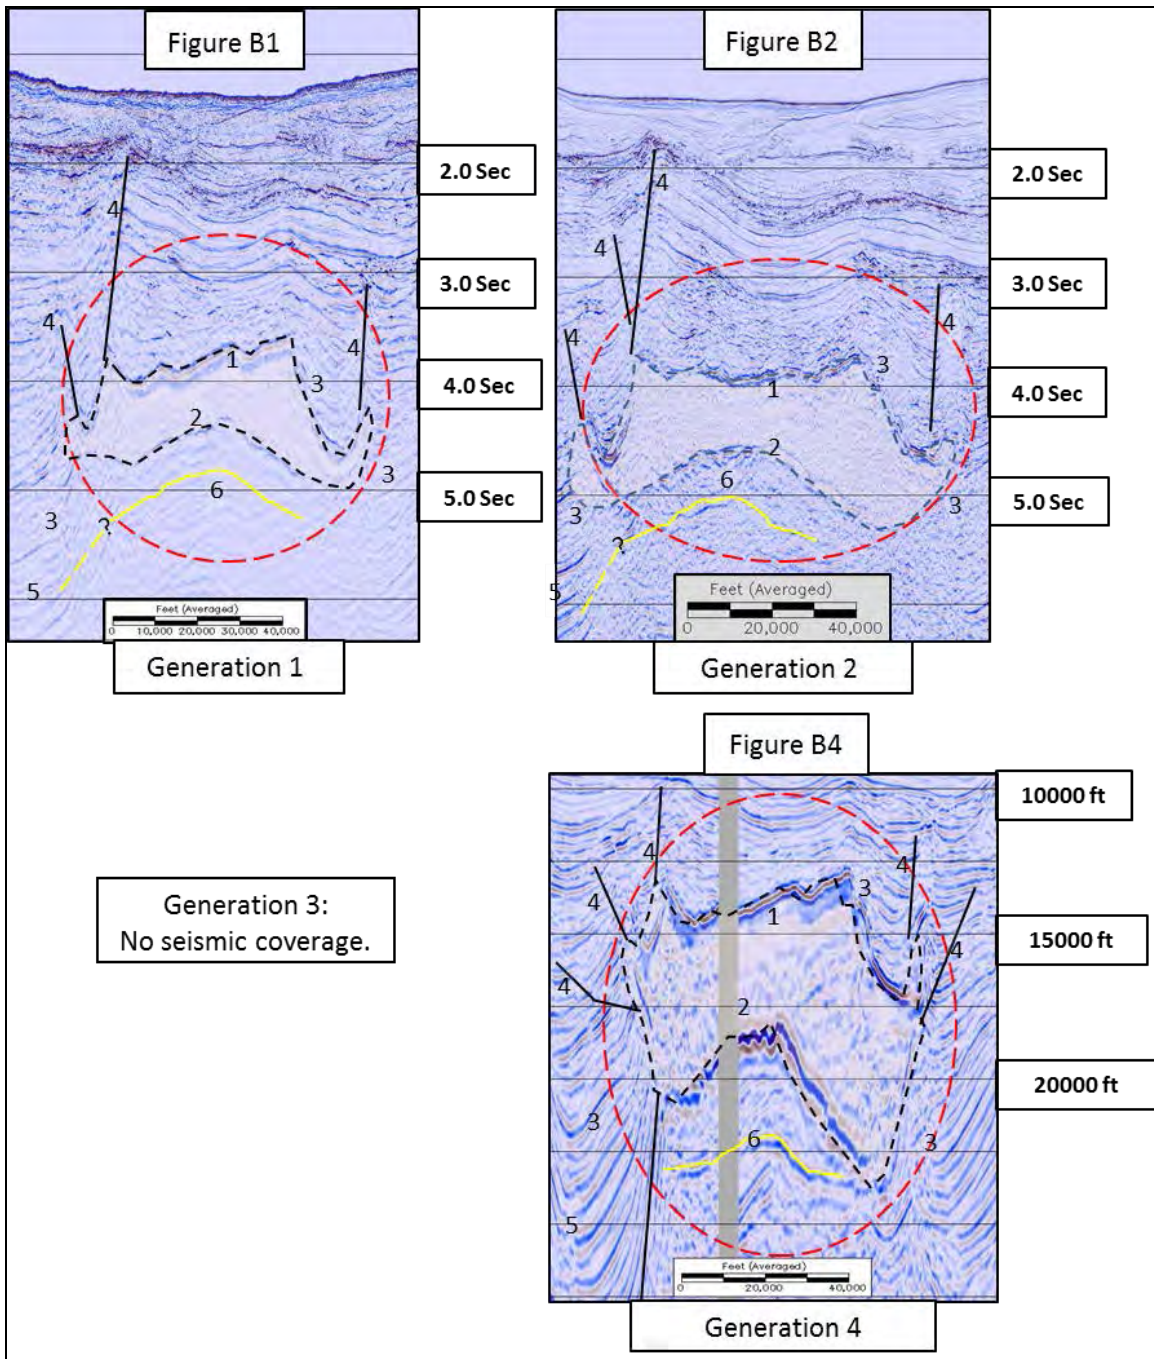 Figure B1
Figure B2
2.0 Sec
2.0 Sec
4
4
4
3.0 Sec
3.0 Sec
4
4
4
4
1
3
4.0 Sec
3
1
4.0 Sec
2
2
3
6
5.0 Sec
6
5.0 Sec
3
?
3
3
?
5
5
Feet (Averaged)
0 10,000 20,000 30,000 40,000
Feet (Averaged)
0 20,000 40,000
Generation 1
Generation 2
Figure B4
10000 ft
4
4
3
4
1
Generation 3:
No seismic coverage.
15000 ft
4
4
2
20000 ft
3
6
3
5
Feet (Averaged)
0 20,000 40,000
Generation 4